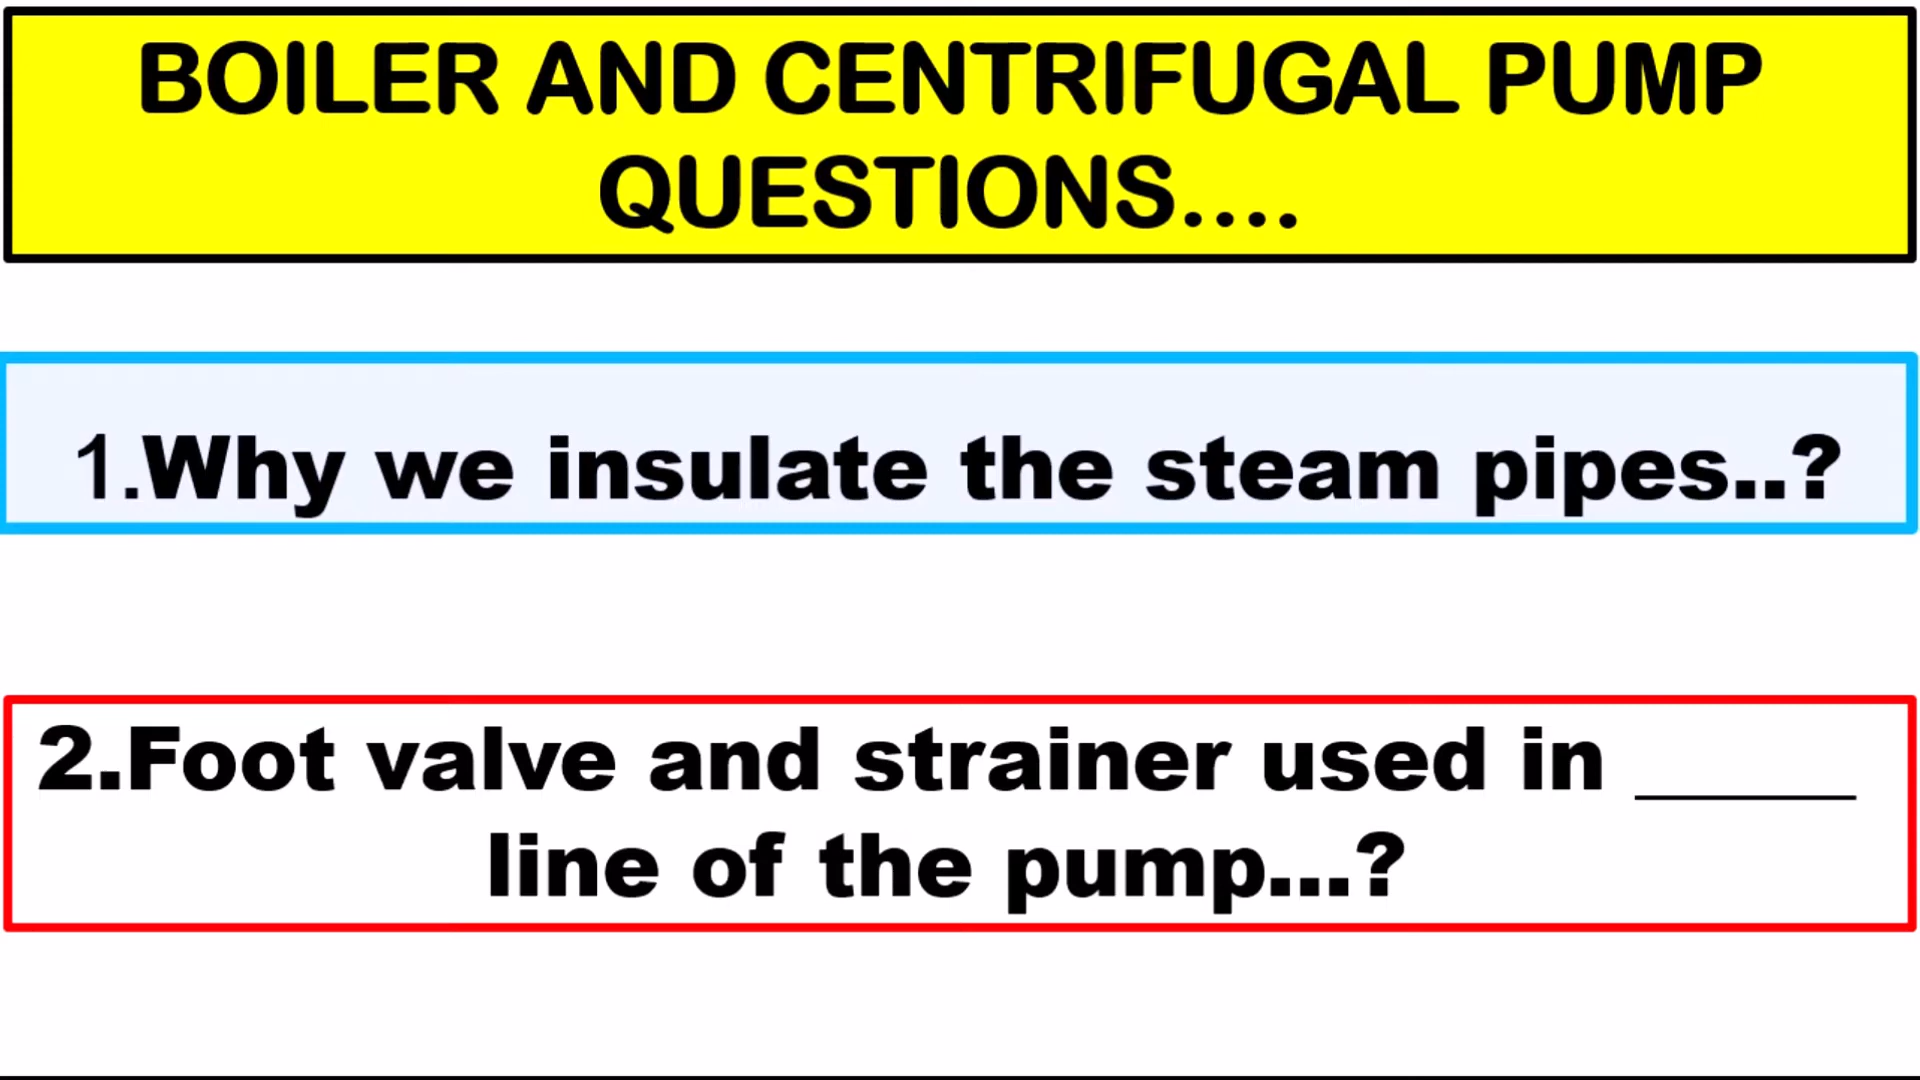 BOILER AND CENTRIFUGAL PUMP
QUESTIONS....
1.Why we insulate the steam pipes..?
2.Foot valve and strainer used in _____
line of the pump...?